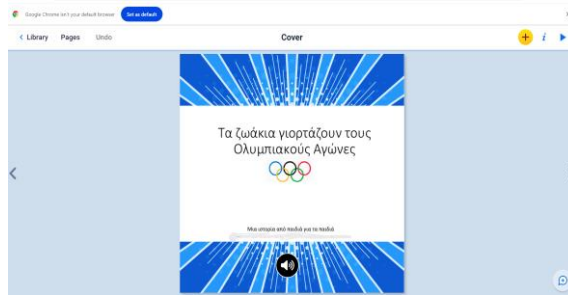 Google Chrome isn't your default browser Set as default
Library Pages Undo Cover
Τα ζωάκια γιορτάζουν τους
Ολυμπιακούς Αγώνες
Μια ιστορία από παιδιά για τα παιδιά